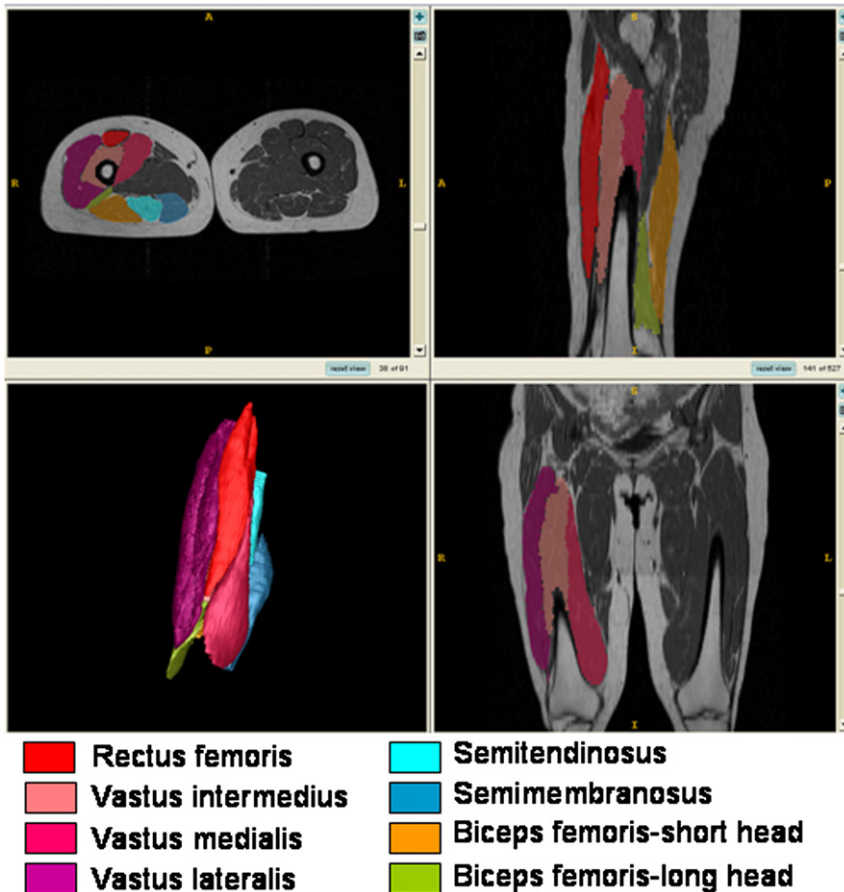 A
S
R
L
A
P
P
reset view 38 of 91
I
reset view 141 of 527
S
R
L
I
Rectus femoris
Semitendinosus
Vastus intermedius
Semimembranosus
Vastus medialis
Biceps femoris-short head
Vastus lateralis
Biceps femoris-long head